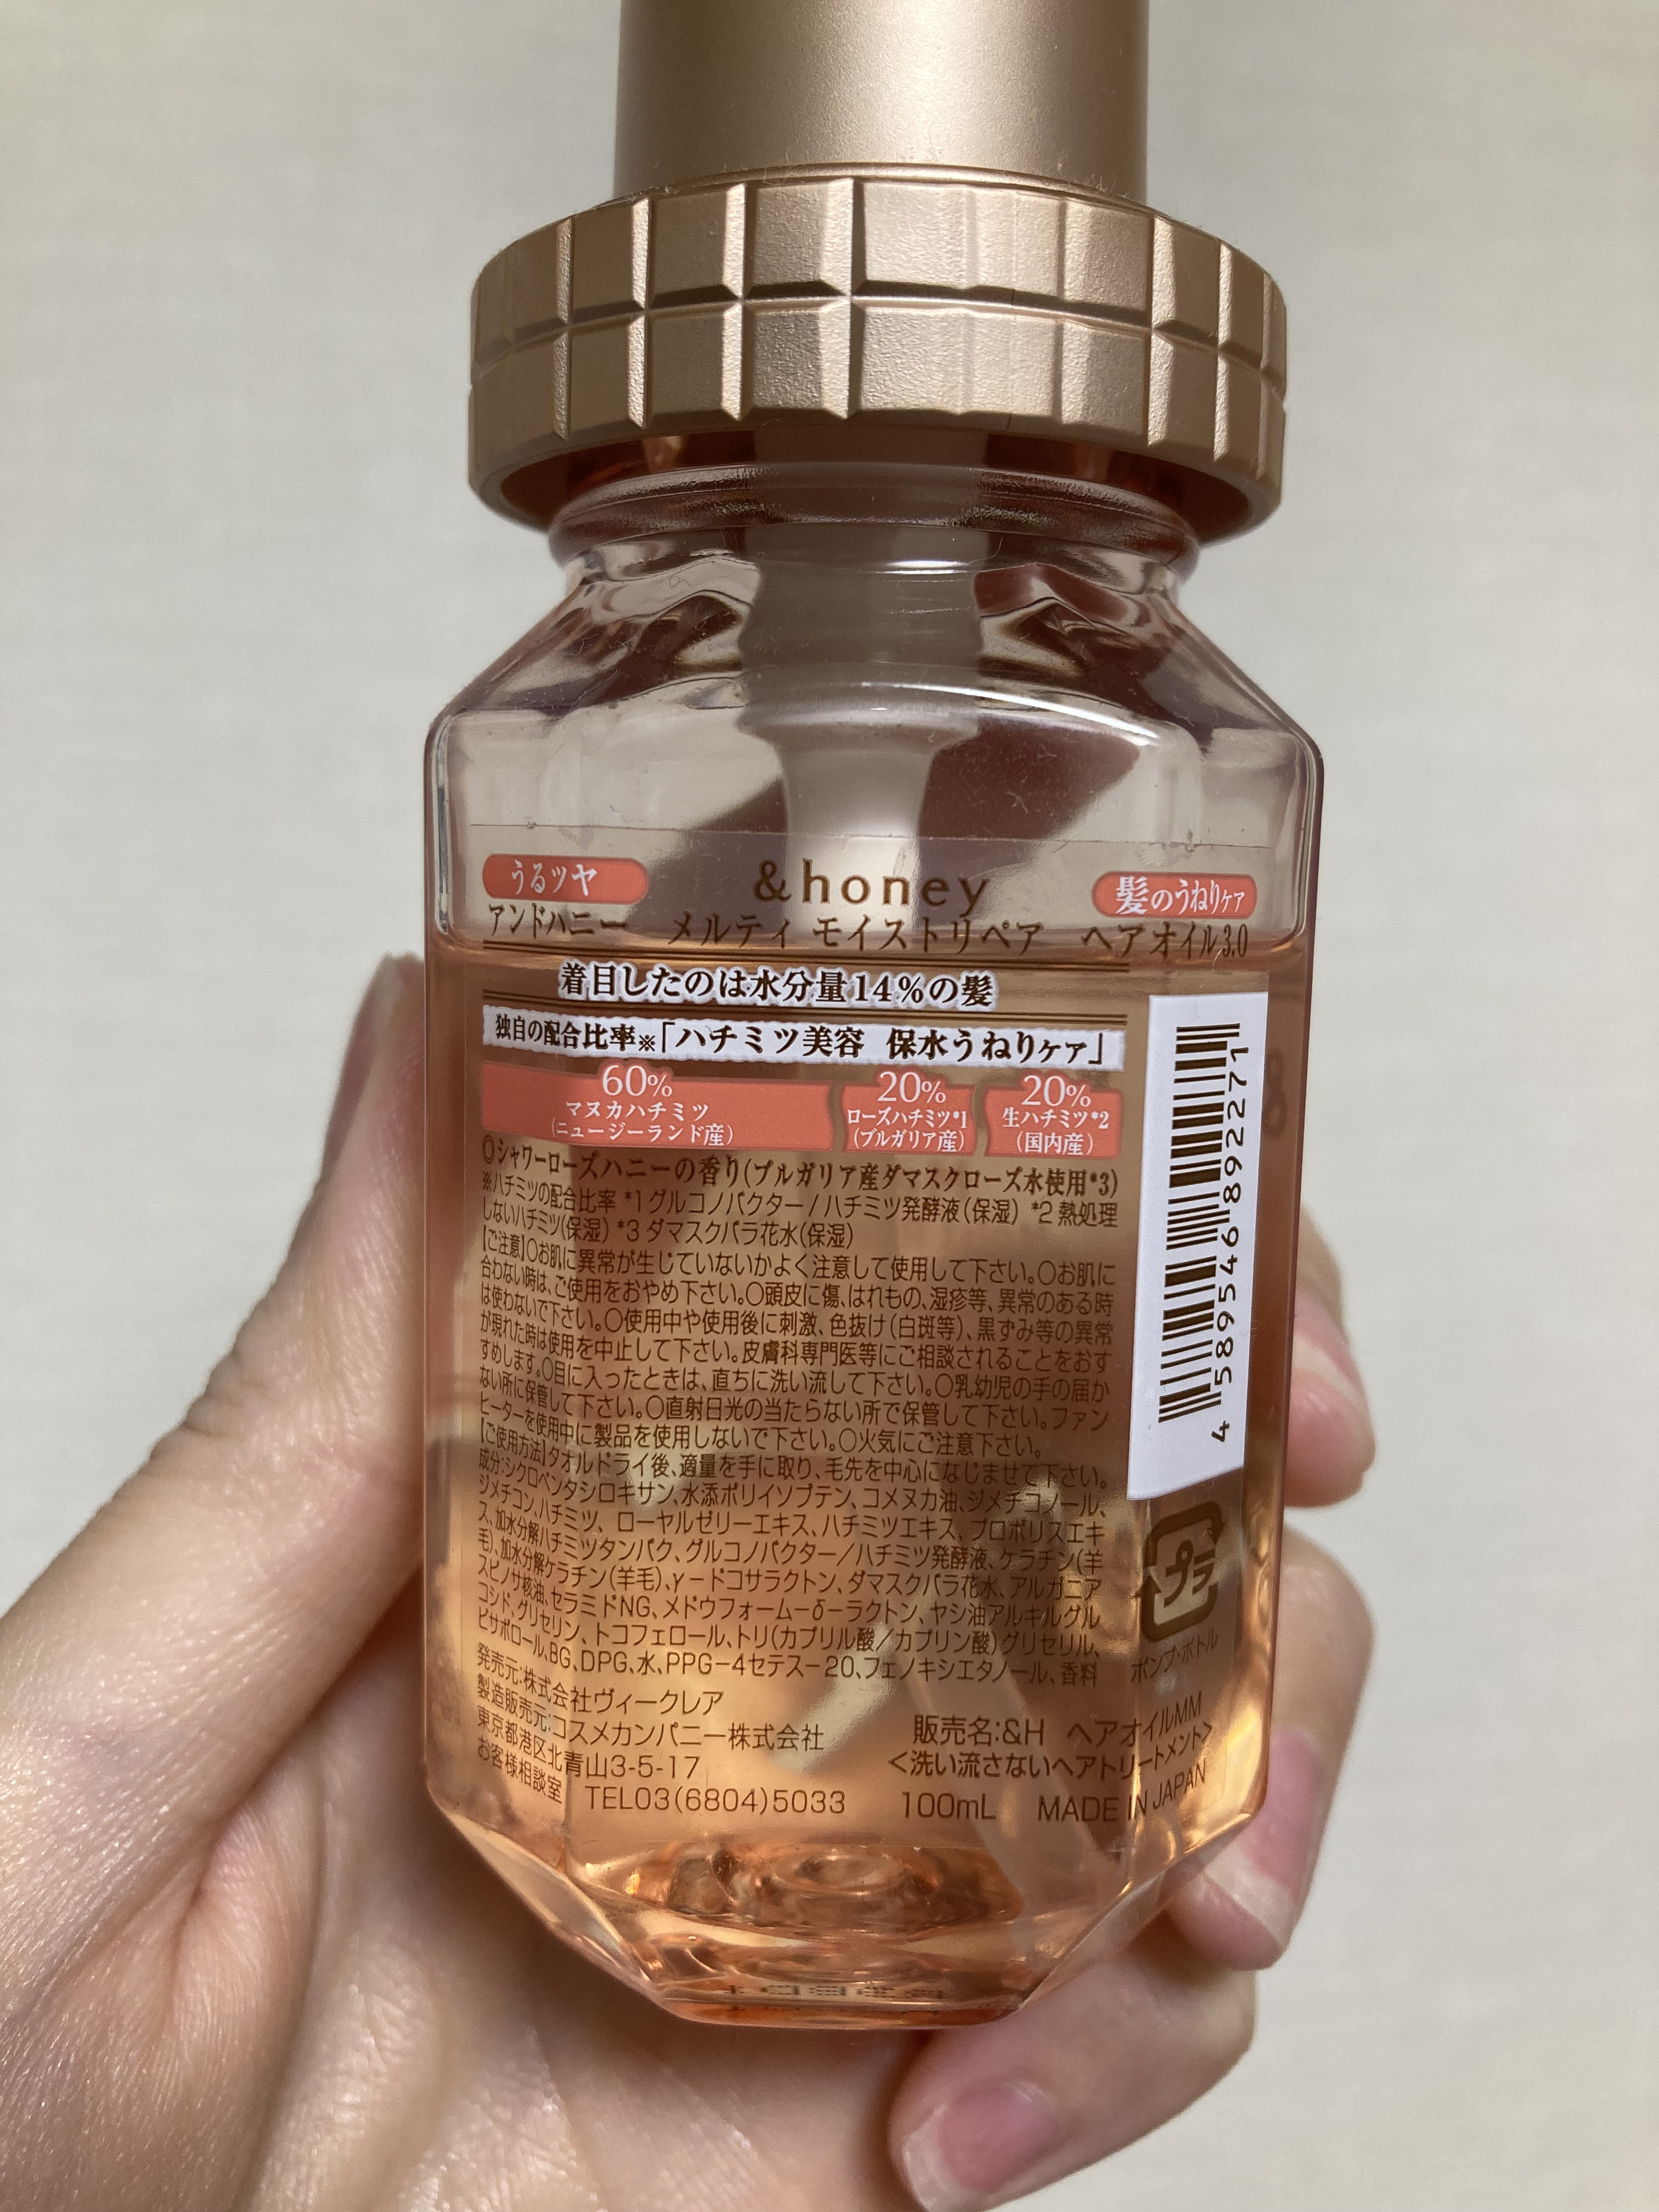 うるツヤ
&honey
髪のうねりケア
アンドハニー メルティ モイストリペア ヘアオイル3.0
着目したのは水分量14%の髪
独自の配合比率※「ハチミツ美容 保水うねりケア」
60%
マヌカハチミツ
(ニュージーランド産)
20%
ローズハチミツ*1
(ブルガリア産)
20%
生ハチミツ*2
(国内産)
◎シャワーローズハニーの香り(ブルガリア産ダマスクローズ水使用*3)
※ハチミツの配合比率 *1グルコノバクター/ハチミツ発酵液(保湿) *2 熱処理
しないハチミツ(保湿) *3 ダマスクバラ花水(保湿)
【ご注意】○お肌に異常が生じていないかよく注意して使用して下さい。○お肌に
合わない時は、ご使用をおやめ下さい。○頭皮に傷、はれもの、湿疹等、異常のある時
は使わないで下さい。○使用中や使用後に刺激、色抜け(白斑等)、黒ずみ等の異常
が現れた時は使用を中止して下さい。皮膚科専門医等にご相談されることをおす
すめします。○目に入ったときは、直ちに洗い流して下さい。○乳幼児の手の届か
ない所に保管して下さい。○直射日光の当たらない所で保管して下さい。ファン
ヒーターを使用中に製品を使用しないで下さい。○火気にご注意下さい。
【ご使用方法】タオルドライ後、適量を手に取り、毛先を中心になじませて下さい。
成分:シクロペンタシロキサン、水添ポリイソブテン、コメヌカ油、ジメチコノール、
ジメチコン、ハチミツ、ローヤルゼリーエキス、ハチミツエキス、プロポリスエキ
ス、加水分解ハチミツタンパク、グルコノバクター/ハチミツ発酵液、ケラチン(羊
毛)、加水分解ケラチン(羊毛)、γ-ドコサラクトン、ダマスクバラ花水、アルガニア
スピノサ核油、セラミドNG、メドウフォーム-δ-ラクトン、ヤシ油アルキルグル
コシド、グリセリン、トコフェロール、トリ(カプリル酸/カプリン酸)グリセリル、
ビサボロール、BG、DPG、水、PPG-4セテス-20、フェノキシエタノール、香料
発売元:株式会社ヴィークレア
製造販売元:コスメカンパニー株式会社
東京都港区北青山3-5-17
お客様相談室 TEL03(6804)5033
4 589546 892271
プラ
ポンプ・ボトル
販売名:&H ヘアオイルMM
<洗い流さないヘアトリートメント>
100mL MADE IN JAPAN